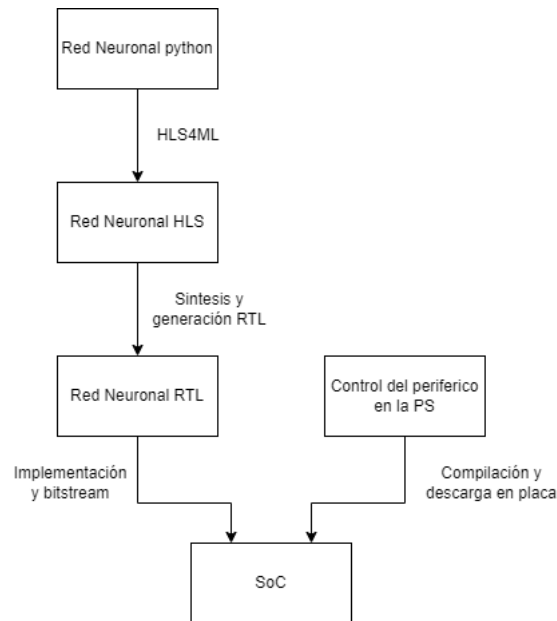 Red Neuronal python
HLS4ML
Red Neuronal HLS
Sintesis y
generación RTL
Red Neuronal RTL
Control del periferico
en la PS
Implementación
y bitstream
Compilación y
descarga en placa
SoC